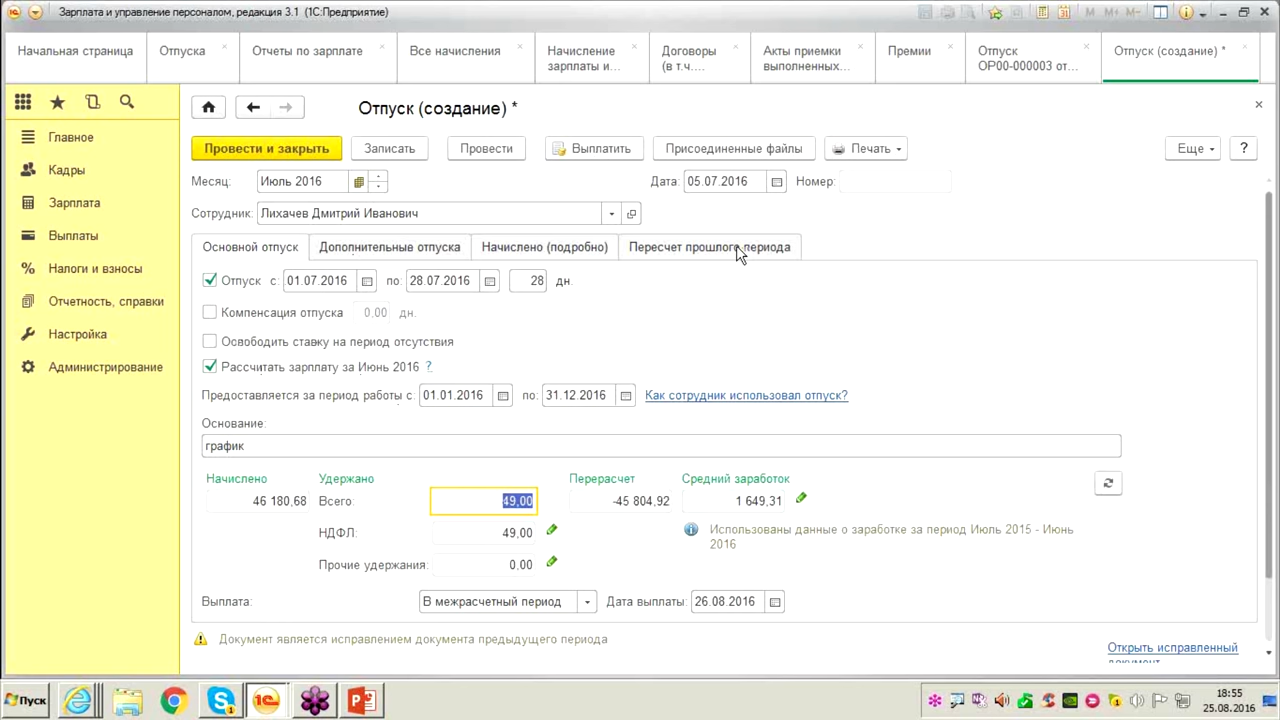 Зарплата и управление персоналом, редакция 3.1 (1С:Предприятие)
M M+ M-
Начальная страница
Отпуска
Отчеты по зарплате
Все начисления
Начисление зарплаты и...
Договоры (в т.ч....
Акты приемки выполненных...
Премии
Отпуск ОР00-000003 от...
Отпуск (создание) *
Главное
Кадры
Зарплата
Выплаты
Налоги и взносы
Отчетность, справки
Настройка
Администрирование
Отпуск (создание) *
Провести и закрыть Записать Провести Выплатить Присоединенные файлы Печать Еще ?
Месяц: Июль 2016 Дата: 05.07.2016 Номер:
Сотрудник: Лихачев Дмитрий Иванович
Основной отпуск Дополнительные отпуска Начислено (подробно) Пересчет прошлого периода
Отпуск с: 01.07.2016 по: 28.07.2016 28 дн.
Компенсация отпуска 0,00 дн.
Освободить ставку на период отсутствия
Рассчитать зарплату за Июнь 2016 ?
Предоставляется за период работы с: 01.01.2016 по: 31.12.2016 Как сотрудник использовал отпуск?
Основание:
график
Начислено Удержано Перерасчет Средний заработок
46 180,68 Всего: 49,00 -45 804,92 1 649,31
НДФЛ: 49,00 Использованы данные о заработке за период Июль 2015 - Июнь
2016
Прочие удержания: 0,00
Выплата: В межрасчетный период Дата выплаты: 26.08.2016
Документ является исправлением документа предыдущего периода
Открыть исправленный
документ
Пуск
18:55
25.08.2016